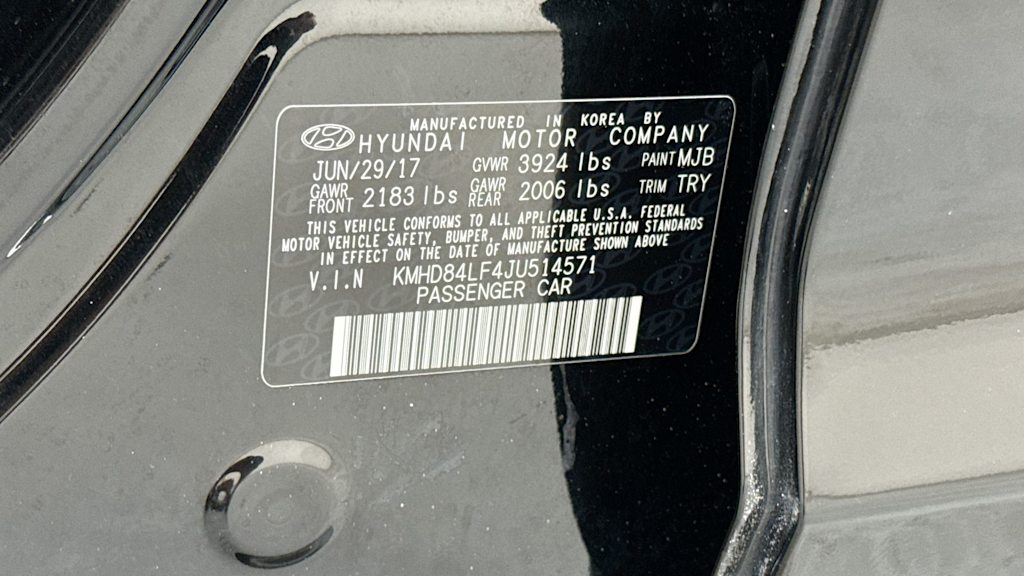 MANUFACTURED IN KOREA BY
HYUNDAI MOTOR COMPANY
JUN/29/17 GVWR 3924 lbs PAINT MJB
GAWR FRONT 2183 lbs GAWR REAR 2006 lbs TRIM TRY
THIS VEHICLE CONFORMS TO ALL APPLICABLE U.S.A. FEDERAL
MOTOR VEHICLE SAFETY, BUMPER, AND THEFT PREVENTION STANDARDS
IN EFFECT ON THE DATE OF MANUFACTURE SHOWN ABOVE
V.I.N KMHD84LF4JU514571
PASSENGER CAR